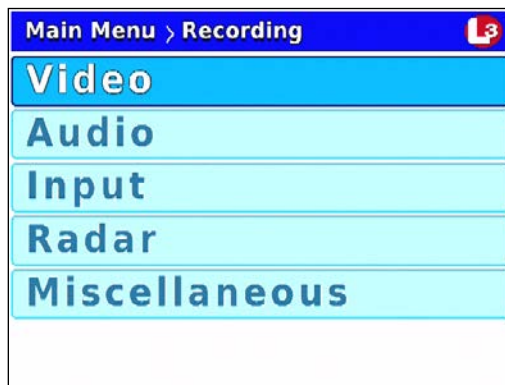 Main Menu > Recording L3
Video
Audio
Input
Radar
Miscellaneous